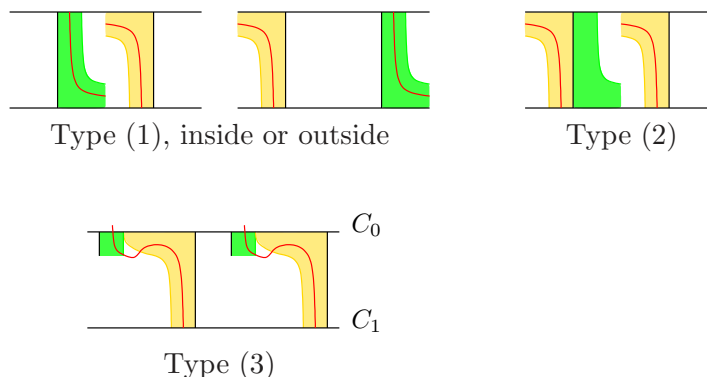 Type (1), inside or outside
Type (2)
C₀
C₁
Type (3)